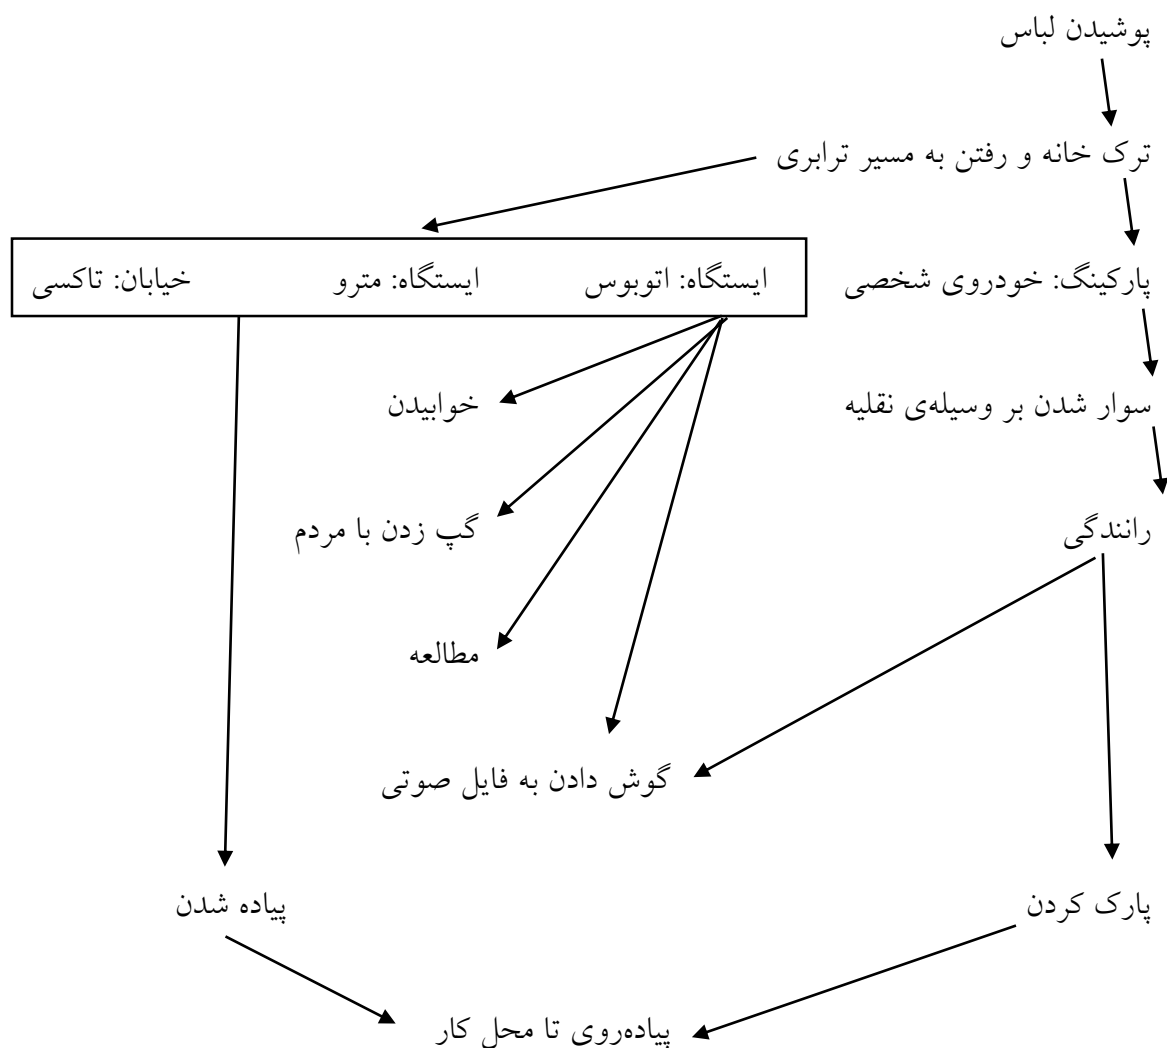 پوشیدن لباس
ترک خانه و رفتن به مسیر ترابری
پارکینگ: خودروی شخصی
ایستگاه: اتوبوس ایستگاه: مترو خیابان: تاکسی
سوار شدن بر وسیله‌ی نقلیه
خوابیدن
رانندگی
گپ زدن با مردم
مطالعه
گوش دادن به فایل صوتی
پارک کردن
پیاده شدن
پیاده‌روی تا محل کار